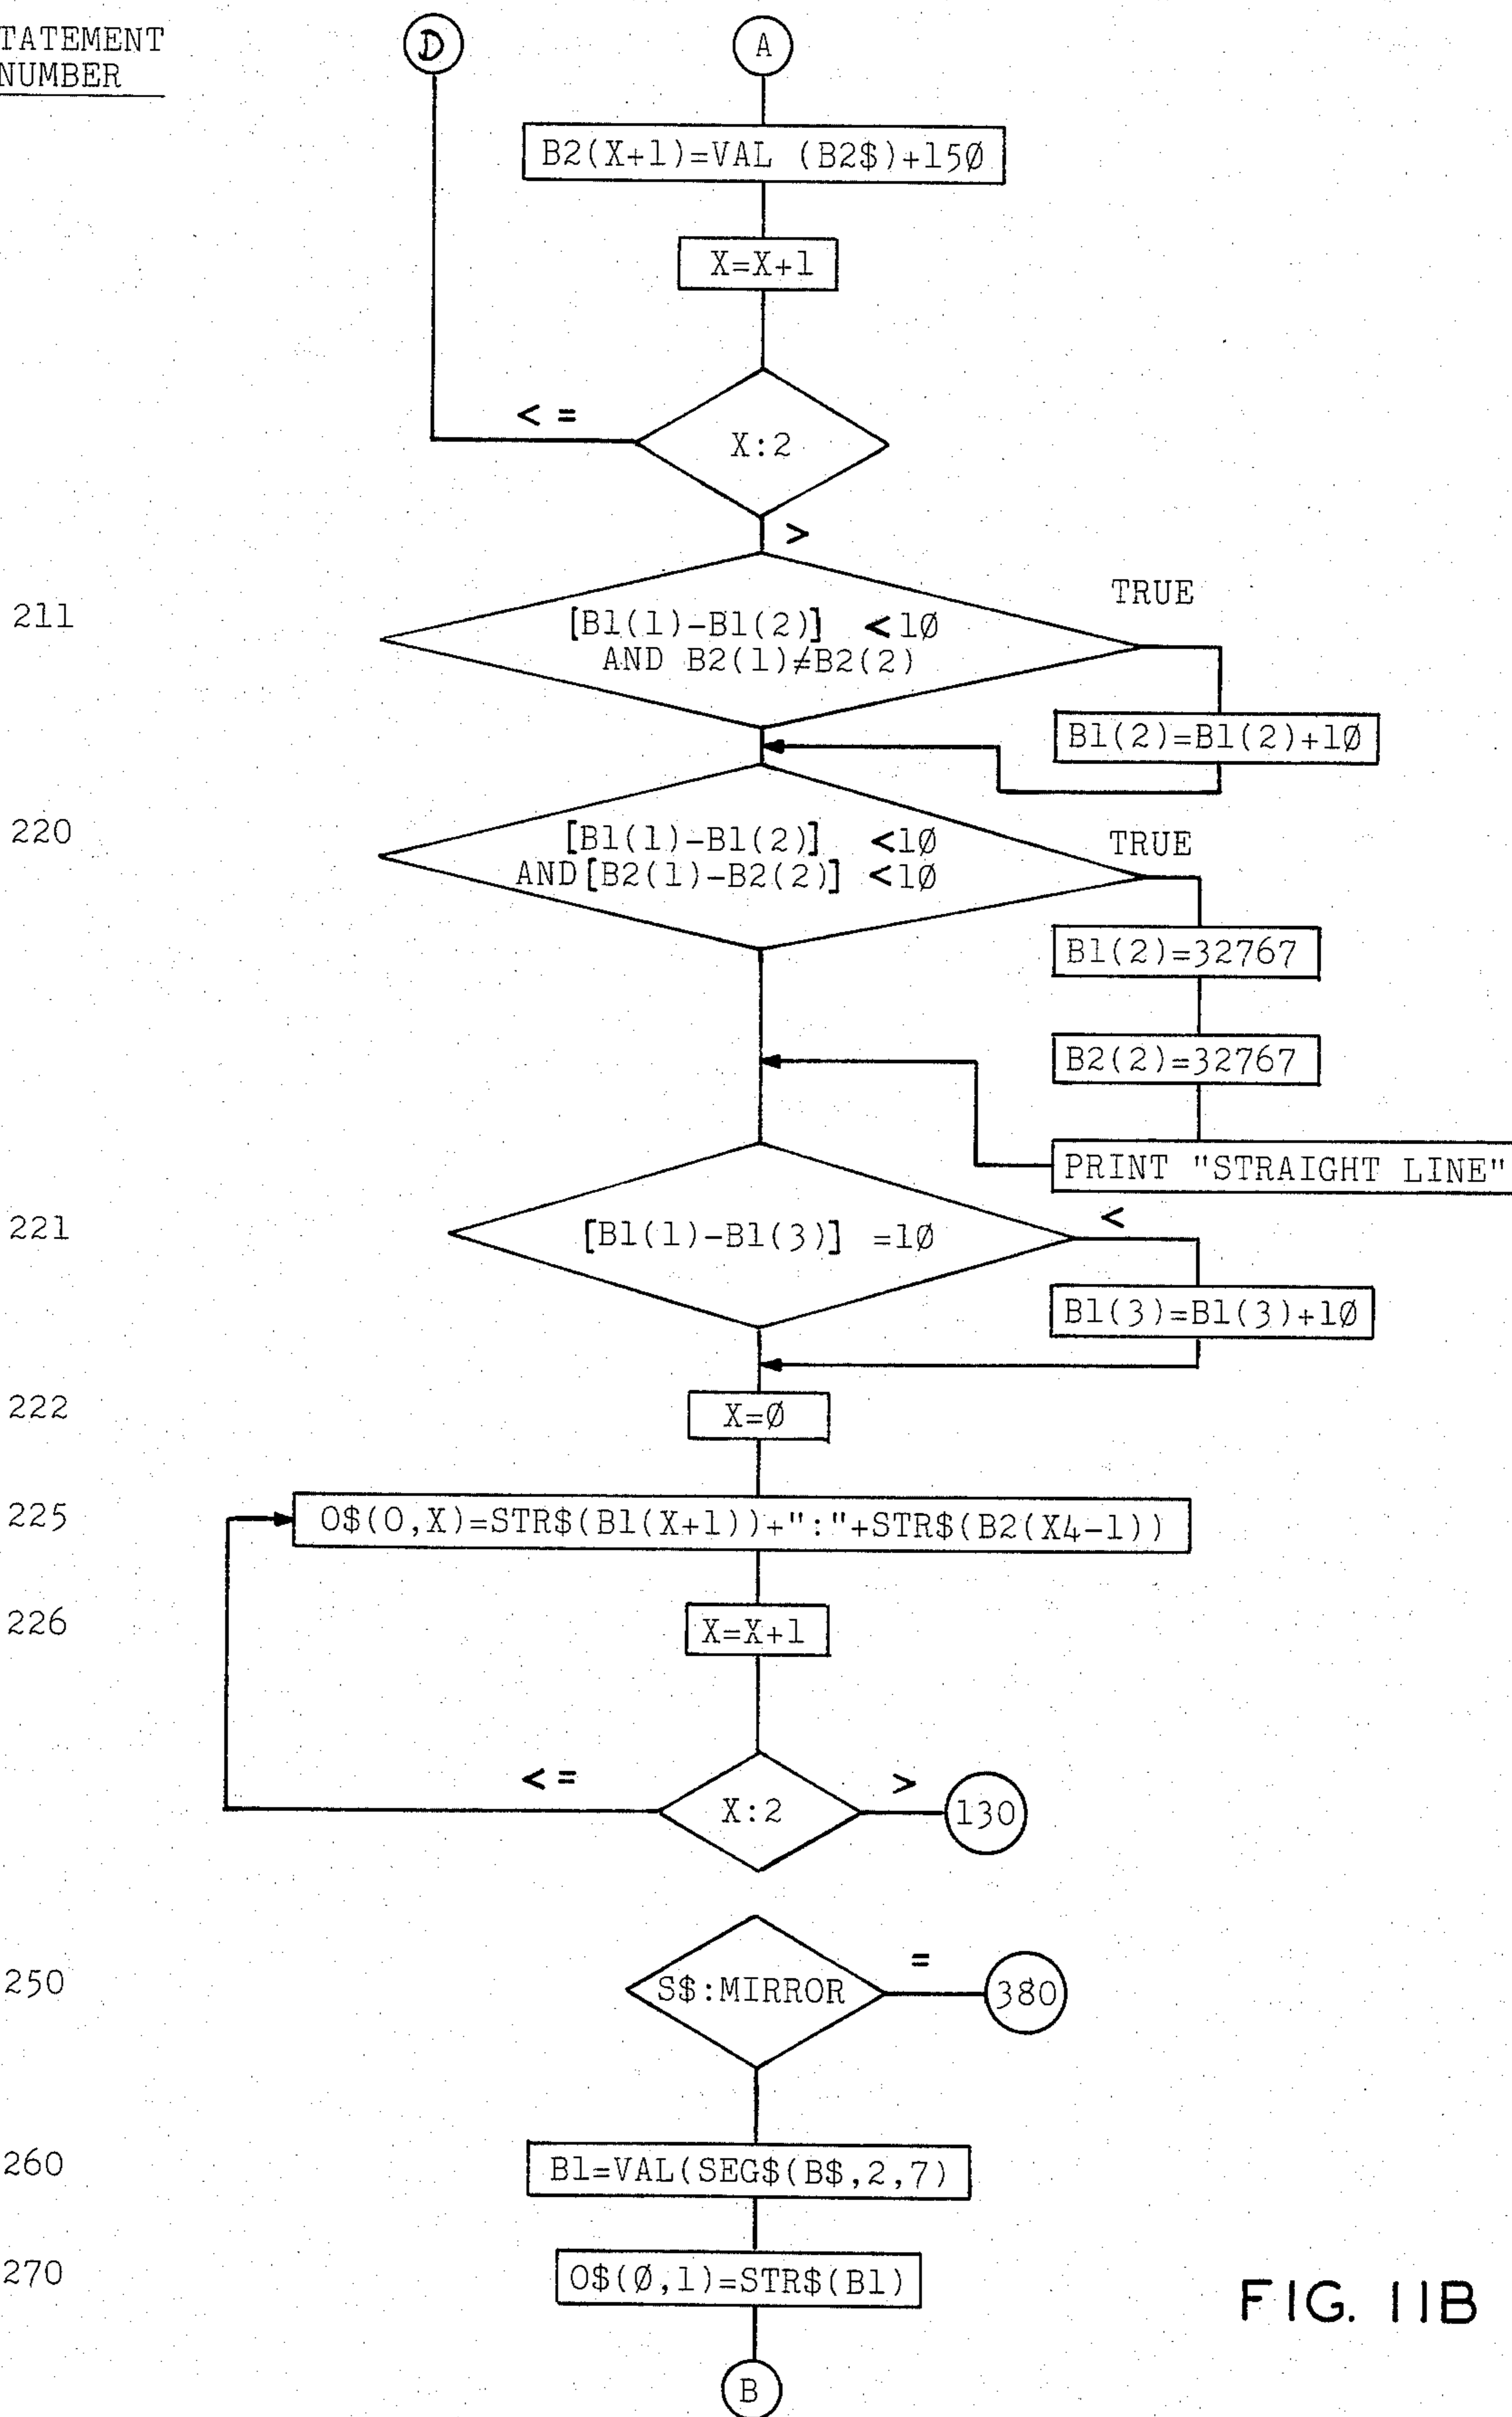 TATEMENT
NUMBER
D
A
B2(X+1)=VAL (B2$)+15Ø
X=X+1
< =
X:2
>
211
[B1(1)-B1(2)] <1Ø
AND B2(1)≠B2(2)
TRUE
B1(2)=B1(2)+1Ø
220
[B1(1)-B1(2)] <1Ø
AND[B2(1)-B2(2)] <1Ø
TRUE
B1(2)=32767
B2(2)=32767
PRINT "STRAIGHT LINE"
221
[B1(1)-B1(3)] =1Ø
<
B1(3)=B1(3)+1Ø
222
X=Ø
225
O$(O,X)=STR$(B1(X+1))+":"+STR$(B2(X4-1))
226
X=X+1
< =
X:2
>
130
250
S$:MIRROR
=
380
260
B1=VAL(SEG$(B$,2,7)
270
O$(Ø,1)=STR$(B1)
B
FIG. 11B